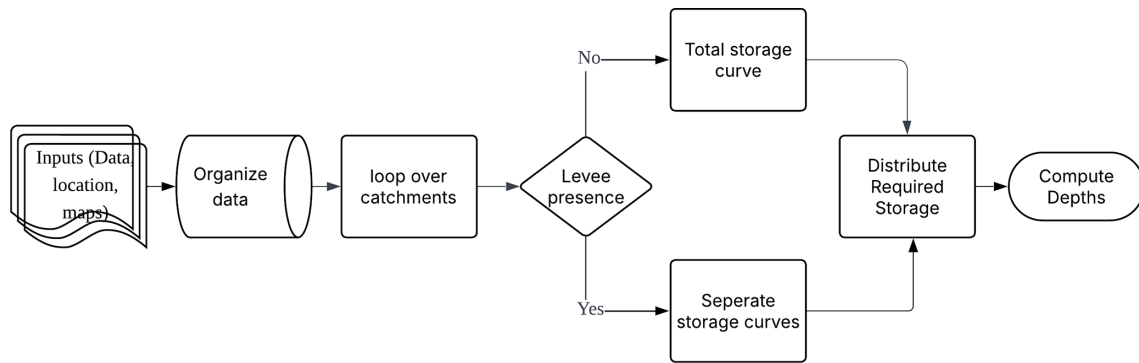 Inputs (Data,
location,
maps)
Organize
data
loop over
catchments
Levee
presence
No
Total storage
curve
Yes
Seperate
storage curves
Distribute
Required
Storage
Compute
Depths